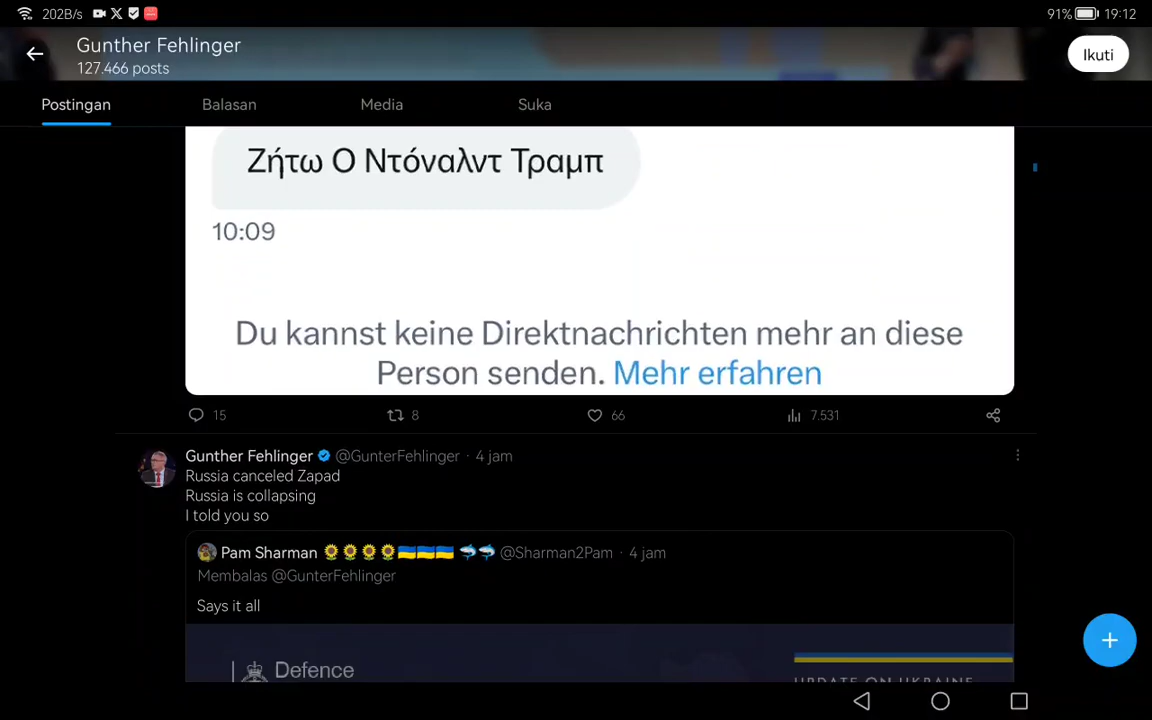 202B/s
91% 19:12
Gunther Fehlinger
127.466 posts
Ikuti
Postingan Balasan Media Suka
Ζήτω Ο Ντόναλντ Τραμπ
10:09
Du kannst keine Direktnachrichten mehr an diese
Person senden. Mehr erfahren
15 8 66 7.531
Gunther Fehlinger @GunterFehlinger · 4 jam
Russia canceled Zapad
Russia is collapsing
I told you so
Pam Sharman 🌻🌻🌻🌻🇺🇦🇺🇦🇺🇦 🦈🦈 @Sharman2Pam · 4 jam
Membalas @GunterFehlinger
Says it all
Defence
UPDATE ON UKRAINE